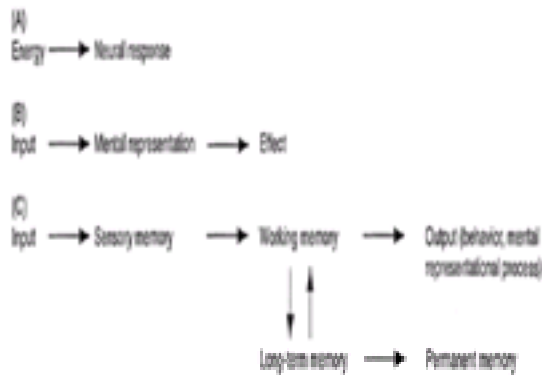 (A)
Energy Neural response
(B)
Input Mental representation Effect
(C)
Input Sensory memory Working memory Output (behavior, mental
representational process)
Long-term memory Permanent memory